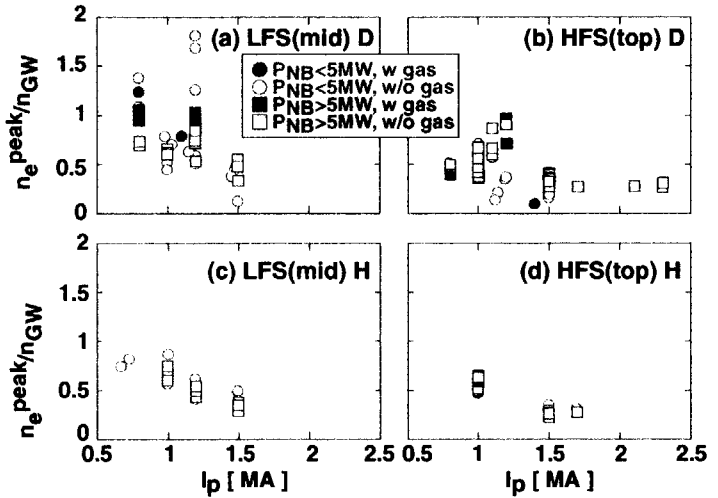 2
(a) LFS(mid) D
(b) HFS(top) D
PNB<5MW, w gas
PNB<5MW, w/o gas
PNB>5MW, w gas
PNB>5MW, w/o gas
1.5
1
0.5
0
ne^peak/nGW
2
(c) LFS(mid) H
(d) HFS(top) H
1.5
1
0.5
0
ne^peak/nGW
0.5 1 1.5 2 2.5
0.5 1 1.5 2 2.5
Ip [ MA ]
Ip [ MA ]